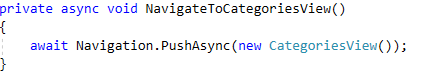 private async void NavigateToCategoriesView()
{
    await Navigation.PushAsync(new CategoriesView());
}